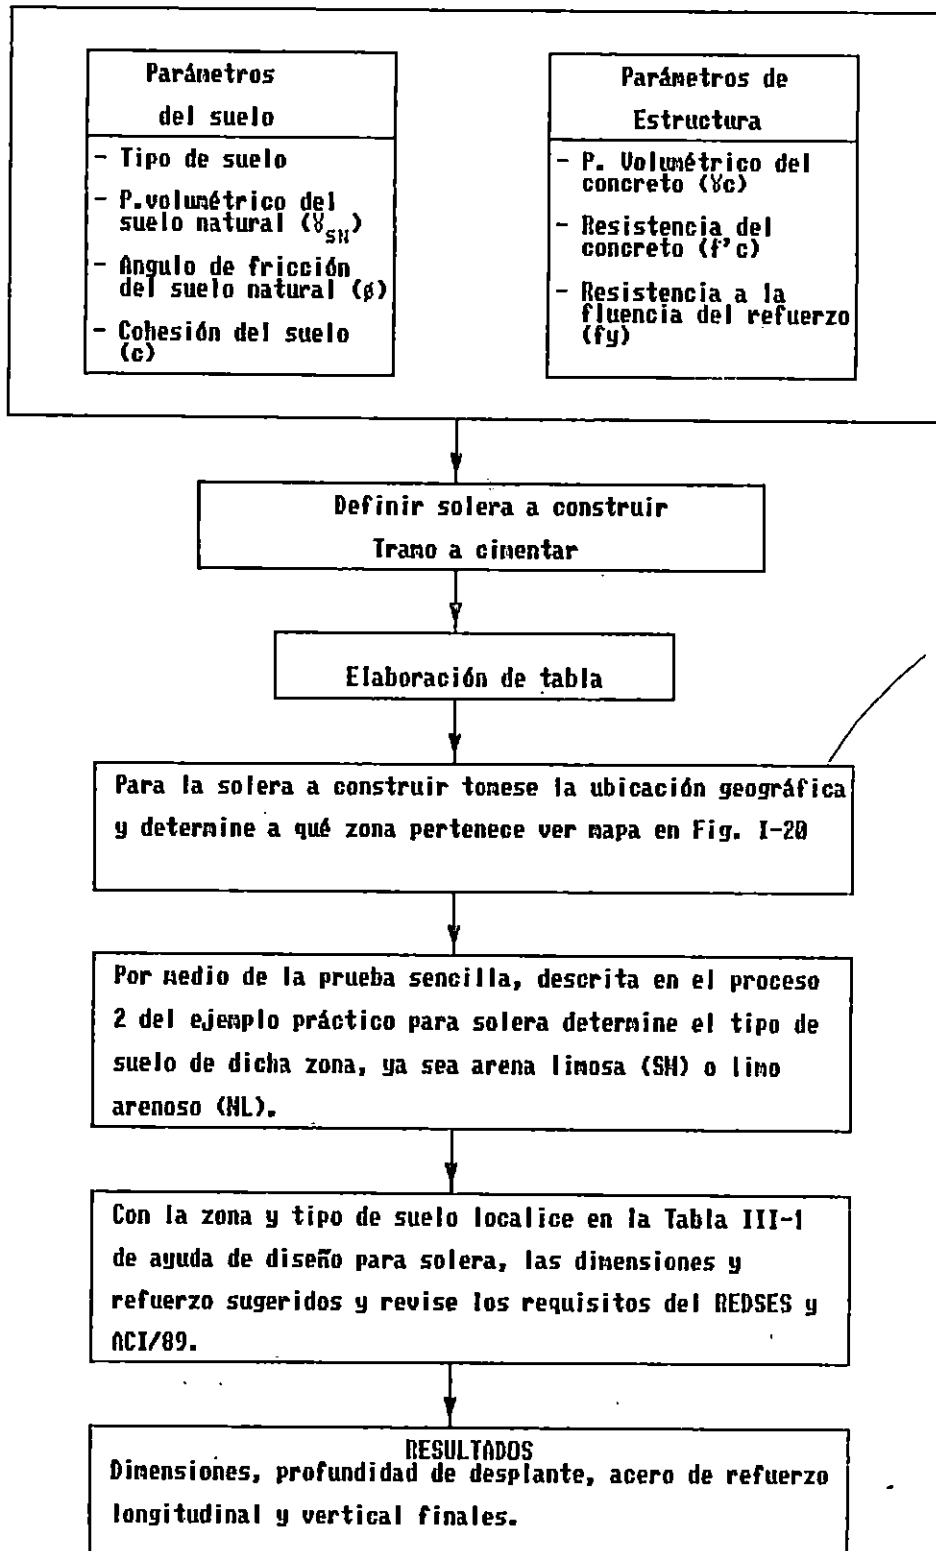 Parámetros
del suelo
- Tipo de suelo
- P.volumétrico del
suelo natural (γSN)
- Angulo de fricción
del suelo natural (ø)
- Cohesión del suelo
(c)
Parámetros de
Estructura
- P. Volumétrico del
concreto (γc)
- Resistencia del
concreto (f'c)
- Resistencia a la
fluencia del refuerzo
(fy)
Definir solera a construir
Tramo a cimentar
Elaboración de tabla
Para la solera a construir tomese la ubicación geográfica
y determine a qué zona pertenece ver mapa en Fig. I-20
Por medio de la prueba sencilla, descrita en el proceso
2 del ejemplo práctico para solera determine el tipo de
suelo de dicha zona, ya sea arena limosa (SM) o limo
arenoso (ML).
Con la zona y tipo de suelo localice en la Tabla III-1
de ayuda de diseño para solera, las dimensiones y
refuerzo sugeridos y revise los requisitos del REDSES y
ACI/89.
RESULTADOS
Dimensiones, profundidad de desplante, acero de refuerzo
longitudinal y vertical finales.